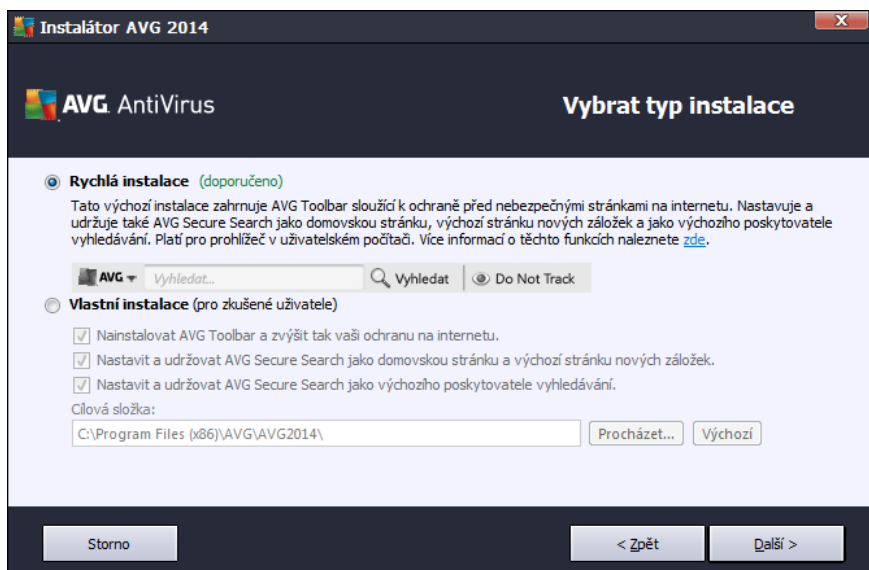 Instalátor AVG 2014
AVG. AntiVirus
Vybrat typ instalace
Rychlá instalace (doporučeno)
Tato výchozí instalace zahrnuje AVG Toolbar sloužící k ochraně před nebezpečnými stránkami na internetu. Nastavuje a
udržuje také AVG Secure Search jako domovskou stránku, výchozí stránku nových záložek a jako výchozího poskytovatele
vyhledávání. Platí pro prohlížeč v uživatelském počítači. Více informací o těchto funkcích naleznete zde.
AVG Vyhledat... Vyhledat Do Not Track
Vlastní instalace (pro zkušené uživatele)
Nainstalovat AVG Toolbar a zvýšit tak vaši ochranu na internetu.
Nastavit a udržovat AVG Secure Search jako domovskou stránku a výchozí stránku nových záložek.
Nastavit a udržovat AVG Secure Search jako výchozího poskytovatele vyhledávání.
Cílová složka:
C:\Program Files (x86)\AVG\AVG2014\ Procházet... Výchozí
Storno < Zpět Další >